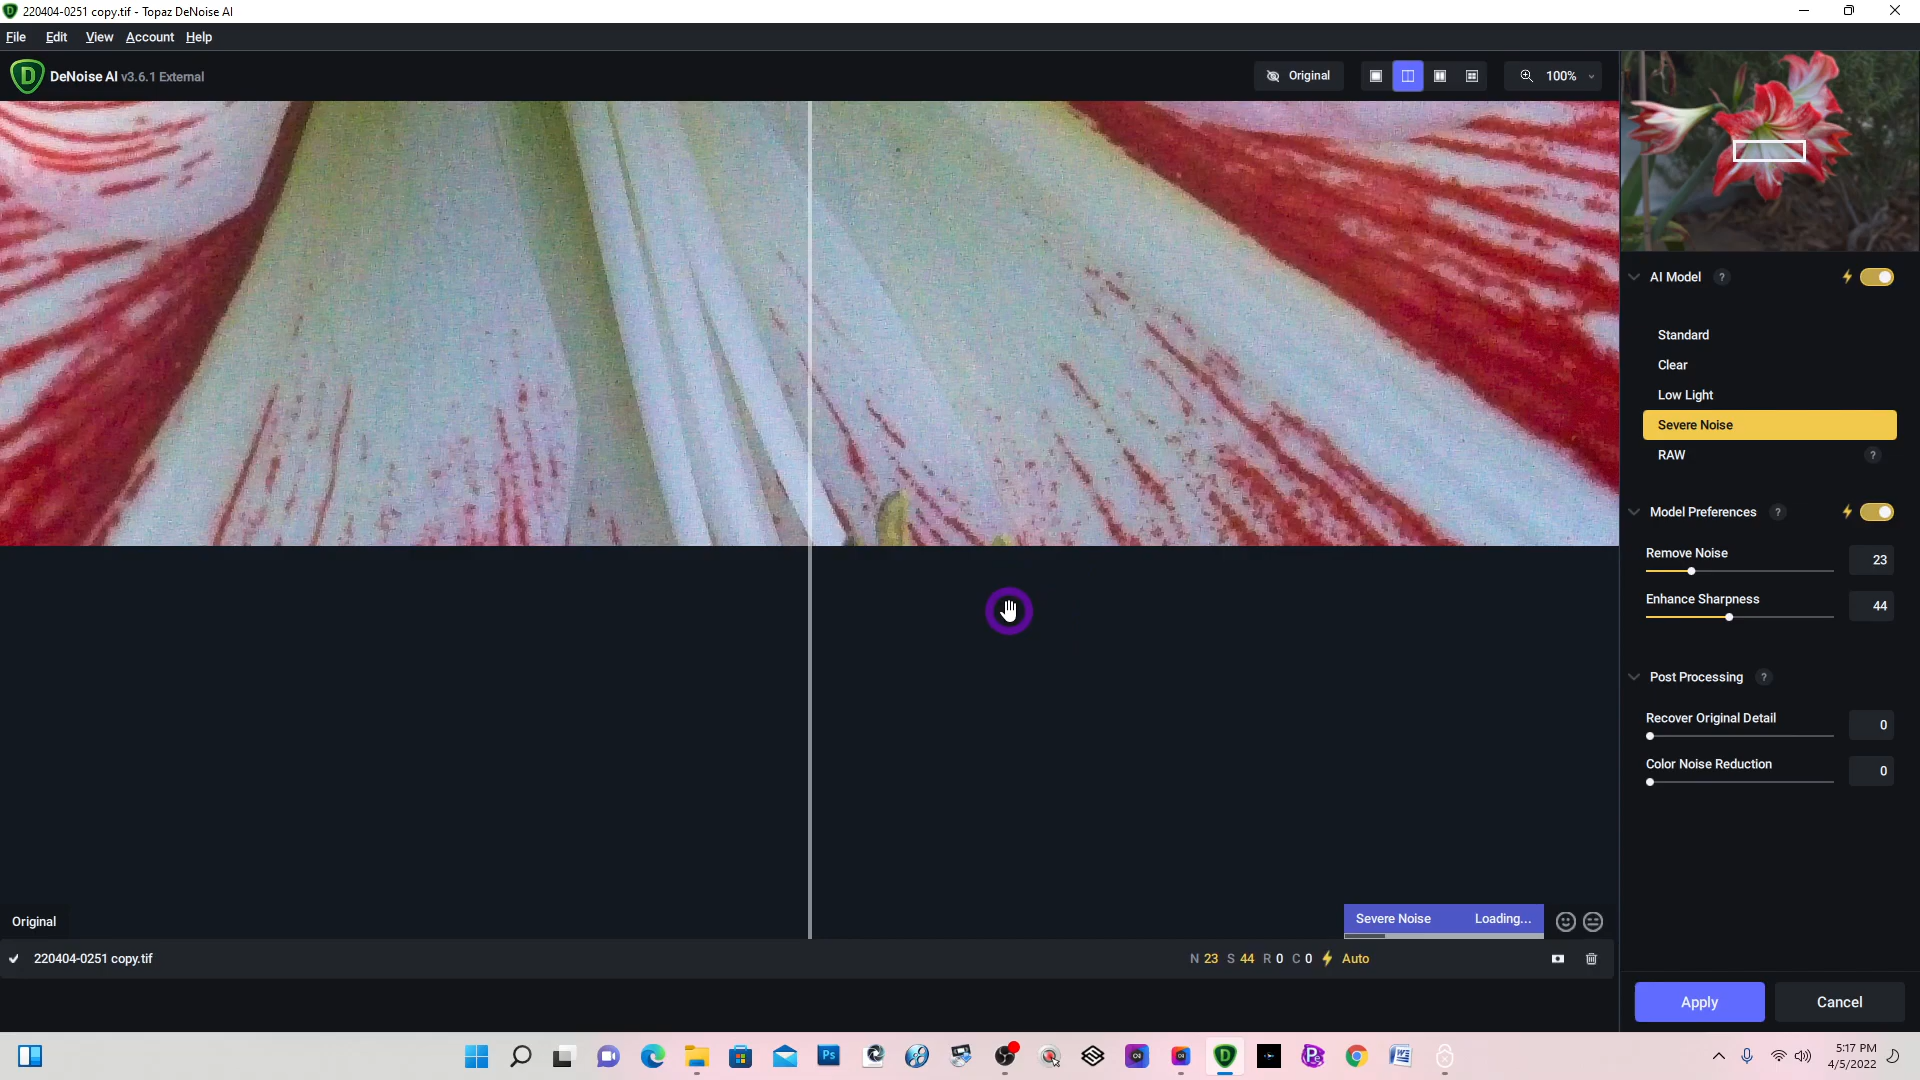 220404-0251 copy.tif - Topaz DeNoise AI
File Edit View Account Help
DeNoise AI v3.6.1 External
Original
100%
AI Model ?
Standard
Clear
Low Light
Severe Noise
RAW ?
Model Preferences ?
Remove Noise 23
Enhance Sharpness 44
Post Processing ?
Recover Original Detail 0
Color Noise Reduction 0
Original
Severe Noise Loading...
220404-0251 copy.tif N 23 S 44 R 0 C 0 Auto
Apply Cancel
5:17 PM
4/5/2022